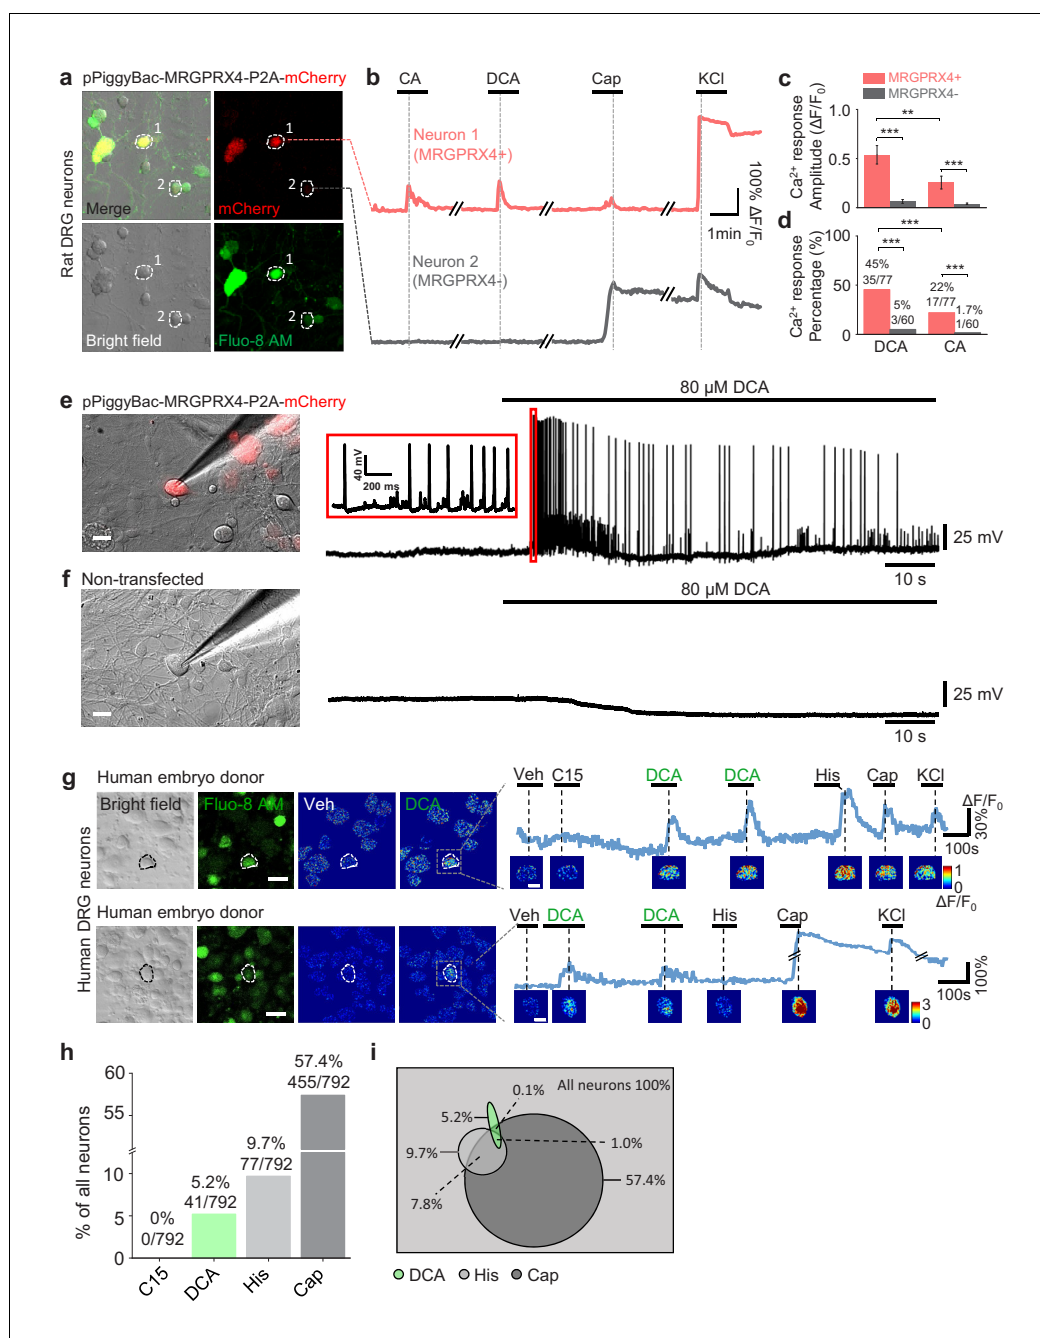 a pPiggyBac-MRGPRX4-P2A-mCherry
Rat DRG neurons
1
2
Merge
1
2
mCherry
1
2
Bright field
1
2
Fluo-8 AM
b
CA DCA Cap KCl
Neuron 1
(MRGPRX4+)
100% ΔF/F0
1min
Neuron 2
(MRGPRX4-)
c
MRGPRX4+
MRGPRX4-
Ca2+ response
Amplitude (ΔF/F0)
1.0
0.5
0
**
***
***
d
Ca2+ response
Percentage (%)
100
50
0
***
***
***
45%
35/77
5%
3/60
22%
17/77
1.7%
1/60
DCA CA
e pPiggyBac-MRGPRX4-P2A-mCherry
80 µM DCA
40 mV
200 ms
25 mV
10 s
f Non-transfected
80 µM DCA
25 mV
10 s
g Human embryo donor
Human DRG neurons
Bright field Fluo-8 AM Veh DCA
Veh C15 DCA DCA His Cap KCl
ΔF/F0
30%
100s
1
0
ΔF/F0
Human embryo donor
Veh DCA DCA His Cap KCl
100%
100s
3
0
h
% of all neurons
60
55
10
5
0
0%
0/792
5.2%
41/792
9.7%
77/792
57.4%
455/792
C15 DCA His Cap
i
All neurons 100%
0.1%
5.2%
1.0%
9.7%
57.4%
7.8%
DCA His Cap